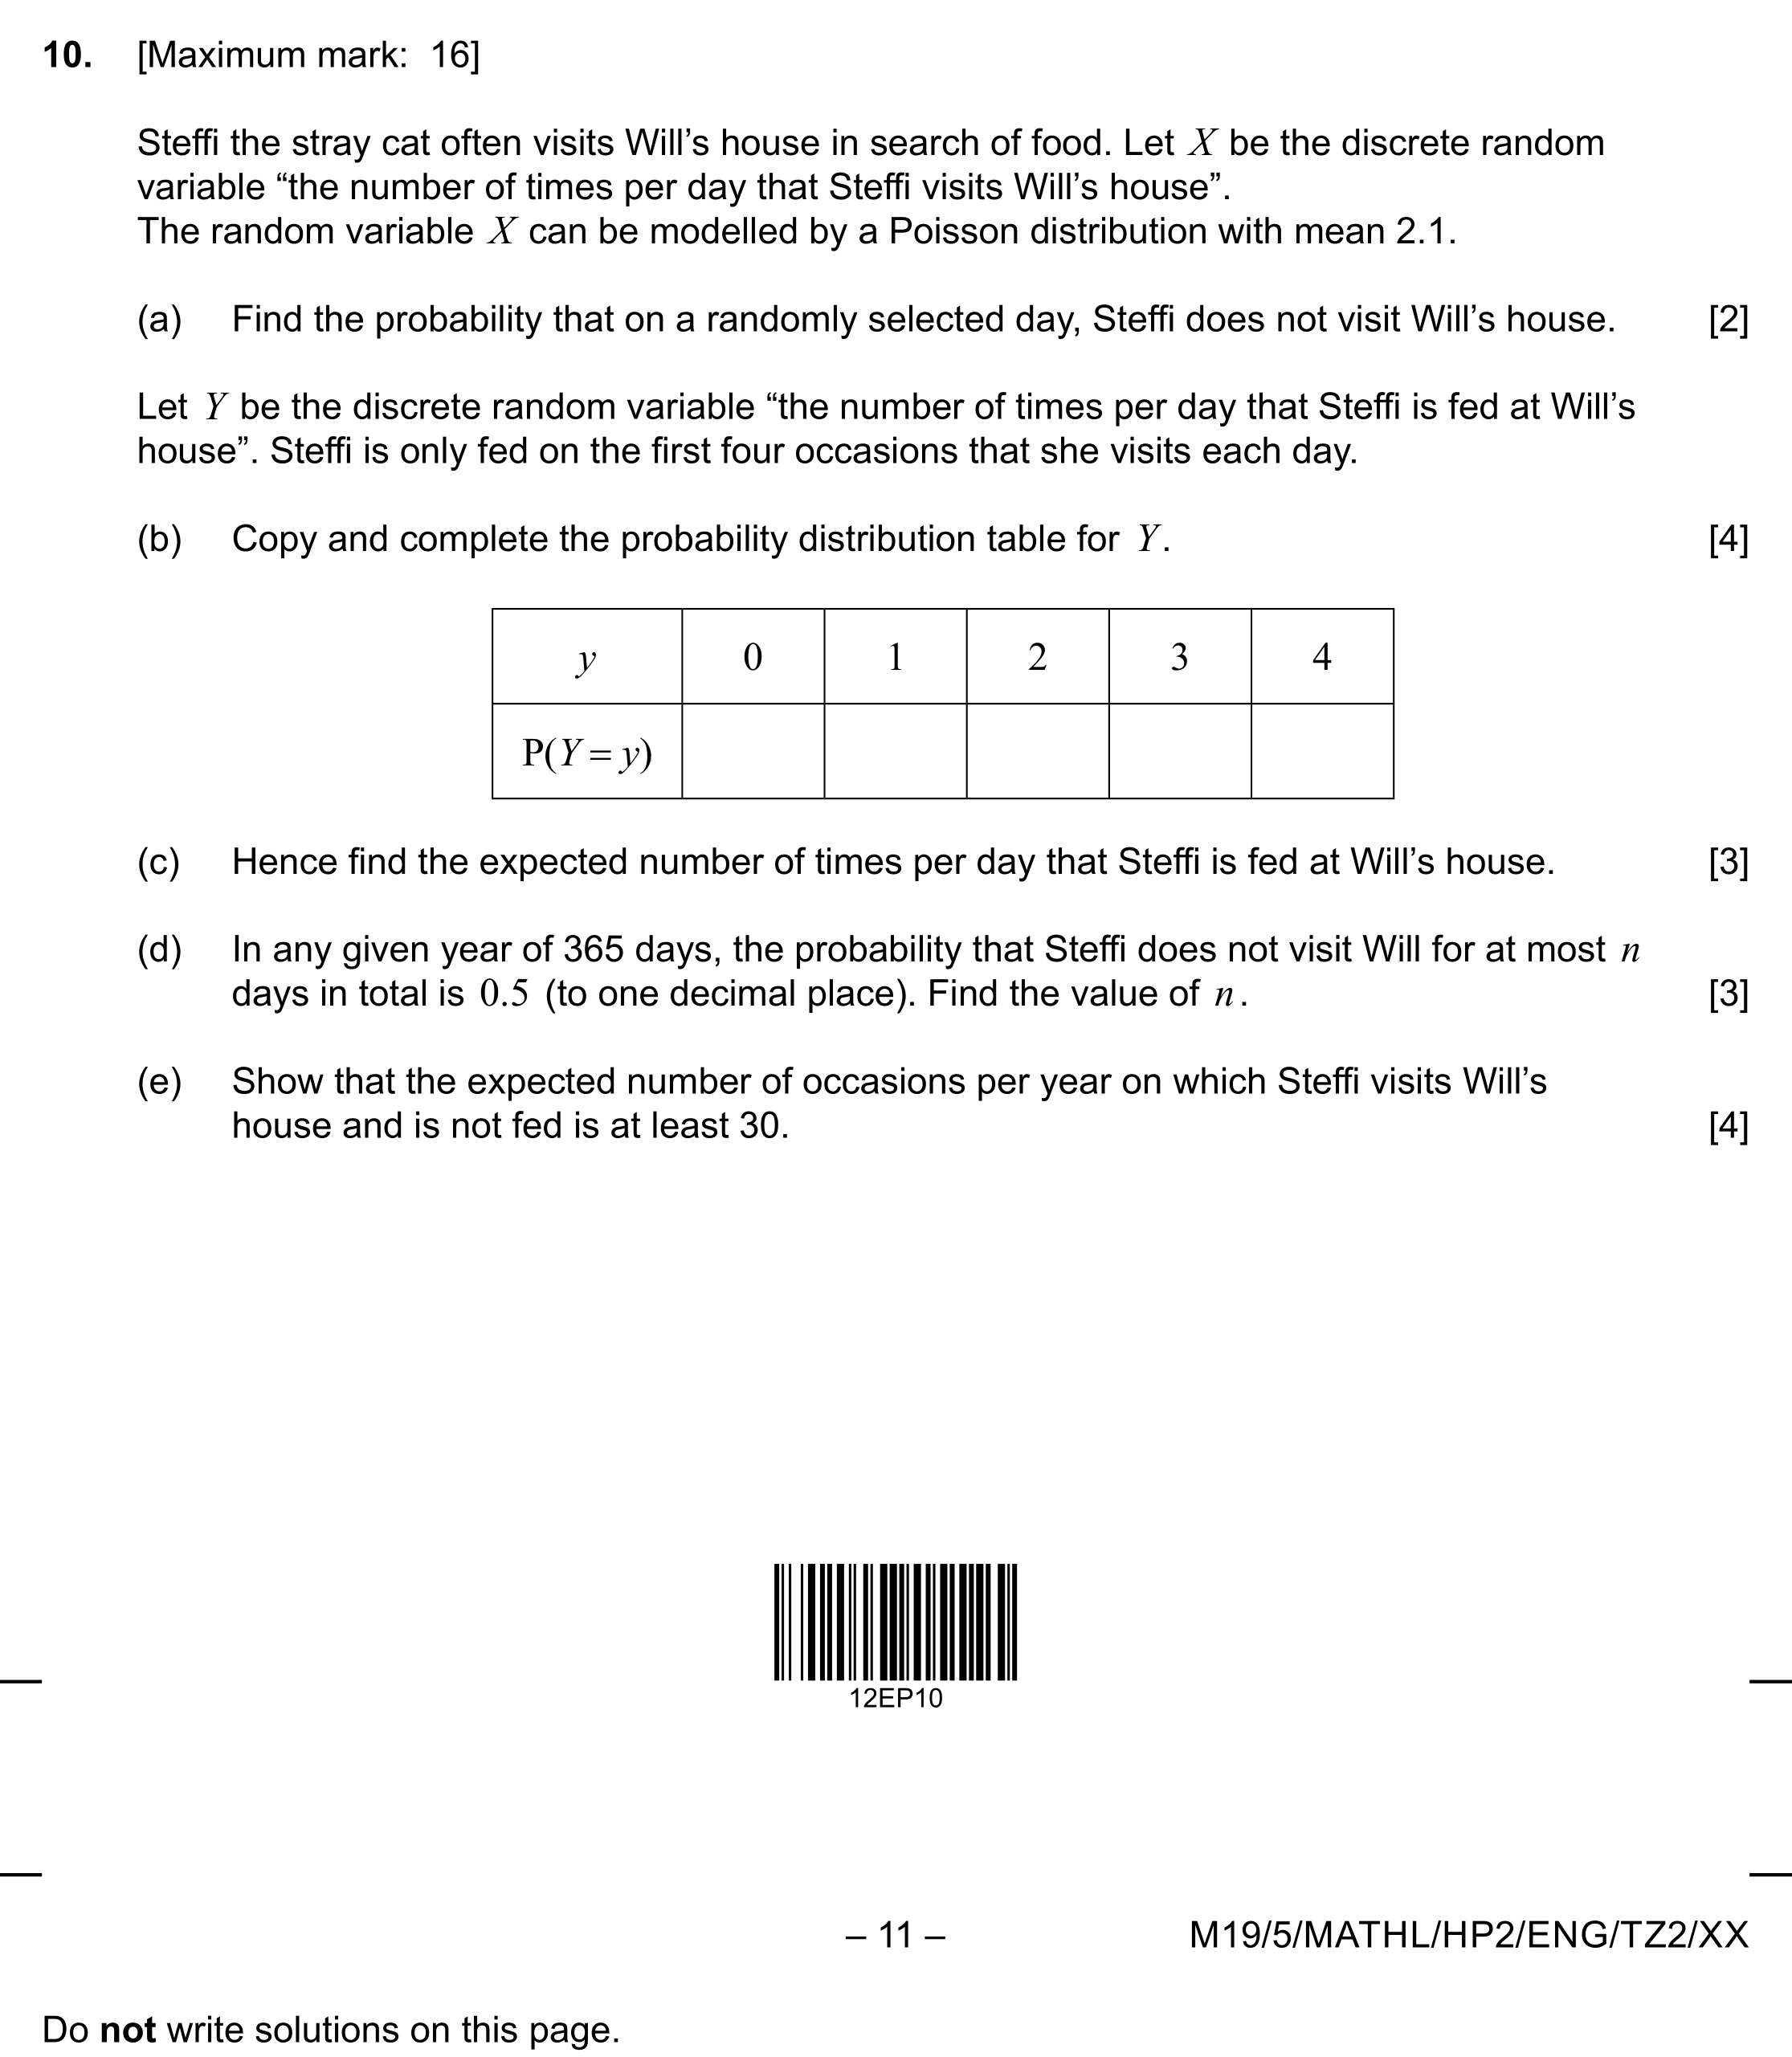 10. [Maximum mark: 16]
Steffi the stray cat often visits Will’s house in search of food. Let X be the discrete random
variable “the number of times per day that Steffi visits Will’s house”.
The random variable X can be modelled by a Poisson distribution with mean 2.1.
(a) Find the probability that on a randomly selected day, Steffi does not visit Will’s house. [2]
Let Y be the discrete random variable “the number of times per day that Steffi is fed at Will’s
house”. Steffi is only fed on the first four occasions that she visits each day.
(b) Copy and complete the probability distribution table for Y. [4]
y 0 1 2 3 4
P(Y = y)
(c) Hence find the expected number of times per day that Steffi is fed at Will’s house. [3]
(d) In any given year of 365 days, the probability that Steffi does not visit Will for at most n
days in total is 0.5 (to one decimal place). Find the value of n. [3]
(e) Show that the expected number of occasions per year on which Steffi visits Will’s
house and is not fed is at least 30. [4]
12EP10
– 11 – M19/5/MATHL/HP2/ENG/TZ2/XX
Do not write solutions on this page.